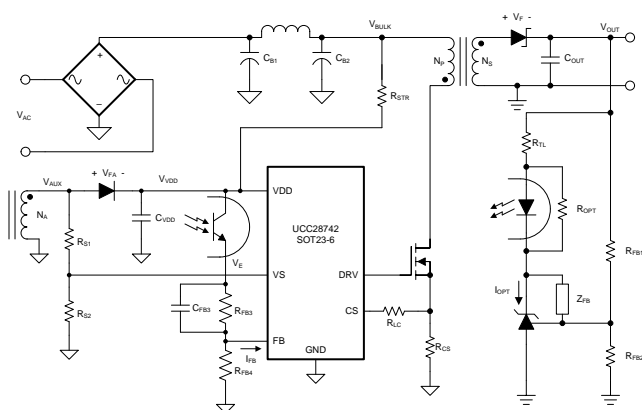 + V_F -
V_BULK
V_OUT
+
C_B1
C_B2
N_P
N_S
C_OUT
V_AC
–
R_STR
R_TL
V_AUX
+ V_FA -
V_VDD
VDD
N_A
C_VDD
UCC28742
SOT23-6
R_OPT
R_S1
V_E
VS
DRV
R_FB1
I_OPT
Z_FB
R_S2
C_FB3
R_FB3
CS
R_LC
FB
I_FB
GND
R_CS
R_FB4
R_FB2